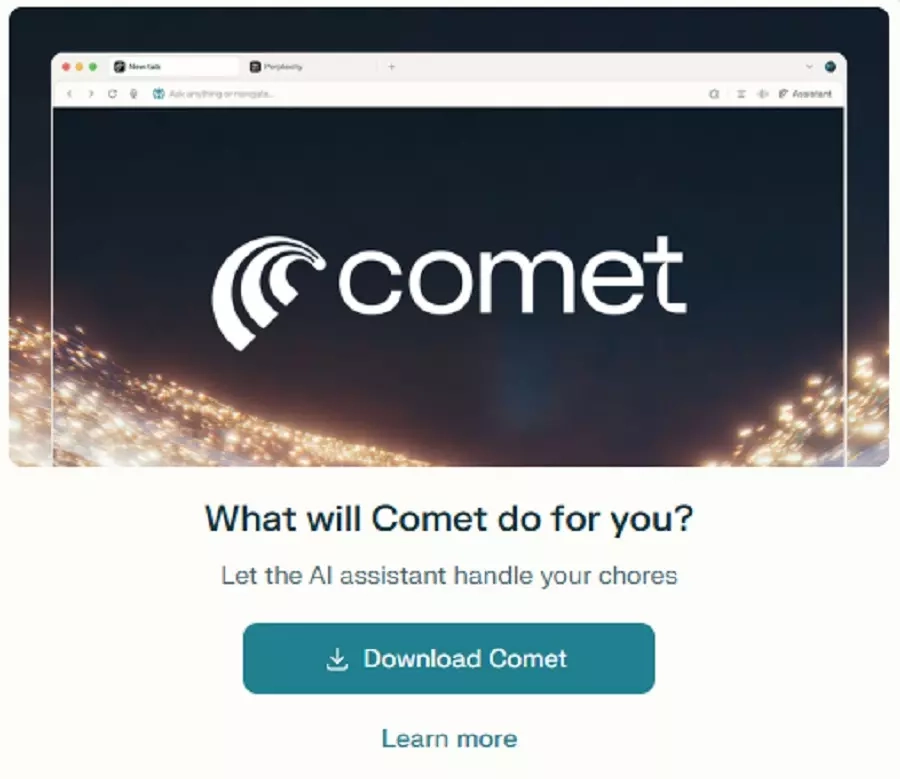 New tab
Perplexity
Ask anything or navigate...
Assistant
comet
What will Comet do for you?
Let the AI assistant handle your chores
Download Comet
Learn more